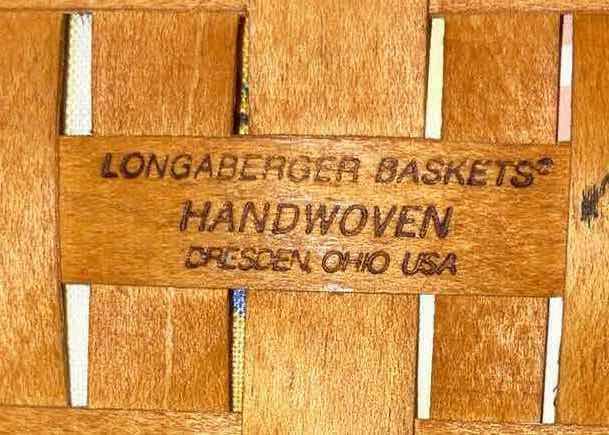 LONGABERGER BASKETS®
HANDWOVEN
DRESDEN, OHIO USA